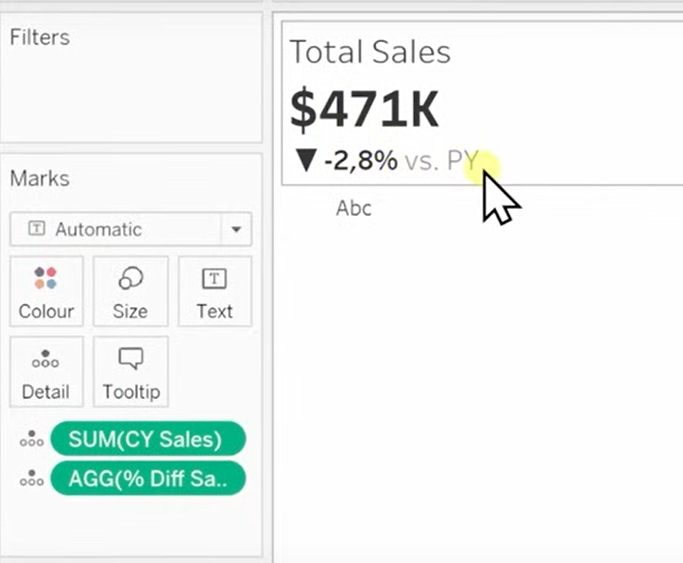 Filters
Marks
Automatic
Colour
Size
T
Text
Detail
Tooltip
SUM(CY Sales)
AGG(% Diff Sa..
Total Sales
$471K
▼ -2,8% vs. PY
Abc